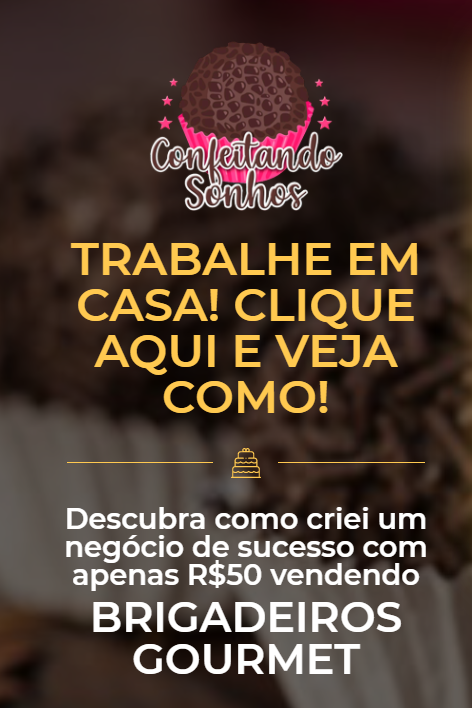 Confeitando
Sonhos
TRABALHE EM
CASA! CLIQUE
AQUI E VEJA
COMO!
Descubra como criei um
negócio de sucesso com
apenas R$50 vendendo
BRIGADEIROS
GOURMET